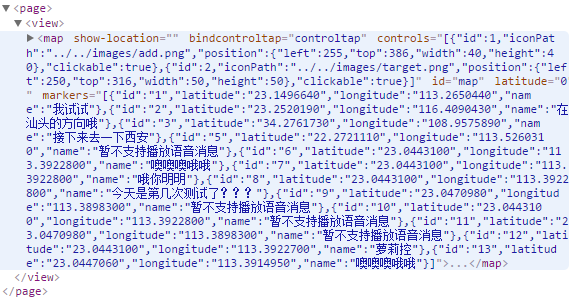 ▼<page>
▼<view>
▶<map show-location="" bindcontroltap="controltap" controls="[{"id":1,"iconPath":"../../images/add.png","position":{"left":255,"top":386,"width":40,"height":40},"clickable":true},{"id":2,"iconPath":"../../images/target.png","position":{"left":250,"top":316,"width":50,"height":50},"clickable":true}]" id="map" latitude="0"
markers="[{"id":"1","latitude":"23.1496640","longitude":"113.2650440","name":"我试试"},{"id":"2","latitude":"23.2520190","longitude":"116.4090430","name":"在汕头的方向哦"},{"id":"3","latitude":"34.2761730","longitude":"108.9575890","name":"接下来去一下西安"},{"id":"5","latitude":"22.2721110","longitude":"113.5260310","name":"暂不支持播放语音消息"},{"id":"6","latitude":"23.0443100","longitude":"113.3922800","name":"噢噢噢哦哦"},{"id":"7","latitude":"23.0443100","longitude":"113.3922800","name":"哦你明明"},{"id":"8","latitude":"23.0443100","longitude":"113.3922800","name":"今天是第几次测试了？？？"},{"id":"9","latitude":"23.0470980","longitude":"113.3898300","name":"暂不支持播放语音消息"},{"id":"10","latitude":"23.0443100","longitude":"113.3922800","name":"暂不支持播放语音消息"},{"id":"11","latitude":"23.0470980","longitude":"113.3898300","name":"暂不支持播放语音消息"},{"id":"12","latitude":"23.0443100","longitude":"113.3922700","name":"萝莉控"},{"id":"13","latitude":"23.0447060","longitude":"113.3914950","name":"噢噢噢哦哦"}]">...</map>
</view>
</page>